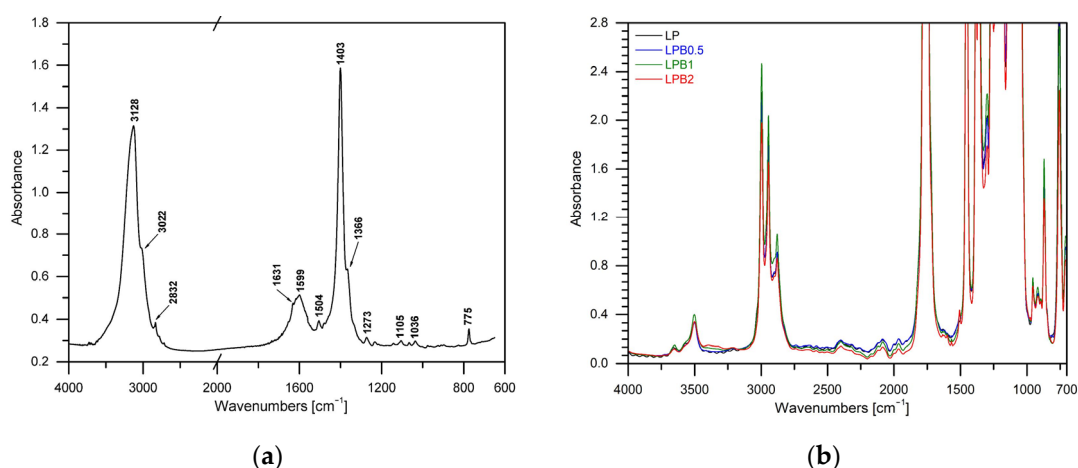 1.8
1.6
1.4
1.2
1.0
0.8
0.6
0.4
0.2
Absorbance
3128
3022
2832
1631
1599
1504
1403
1366
1273
1105
1036
775
4000 3000 2000 1600 1200 800 600
Wavenumbers [cm⁻¹]
(a)
2.8
2.4
2.0
1.6
1.2
0.8
0.4
0.0
Absorbance
LP
LPB0.5
LPB1
LPB2
4000 3500 3000 2500 2000 1500 1000 700
Wavenumbers [cm⁻¹]
(b)